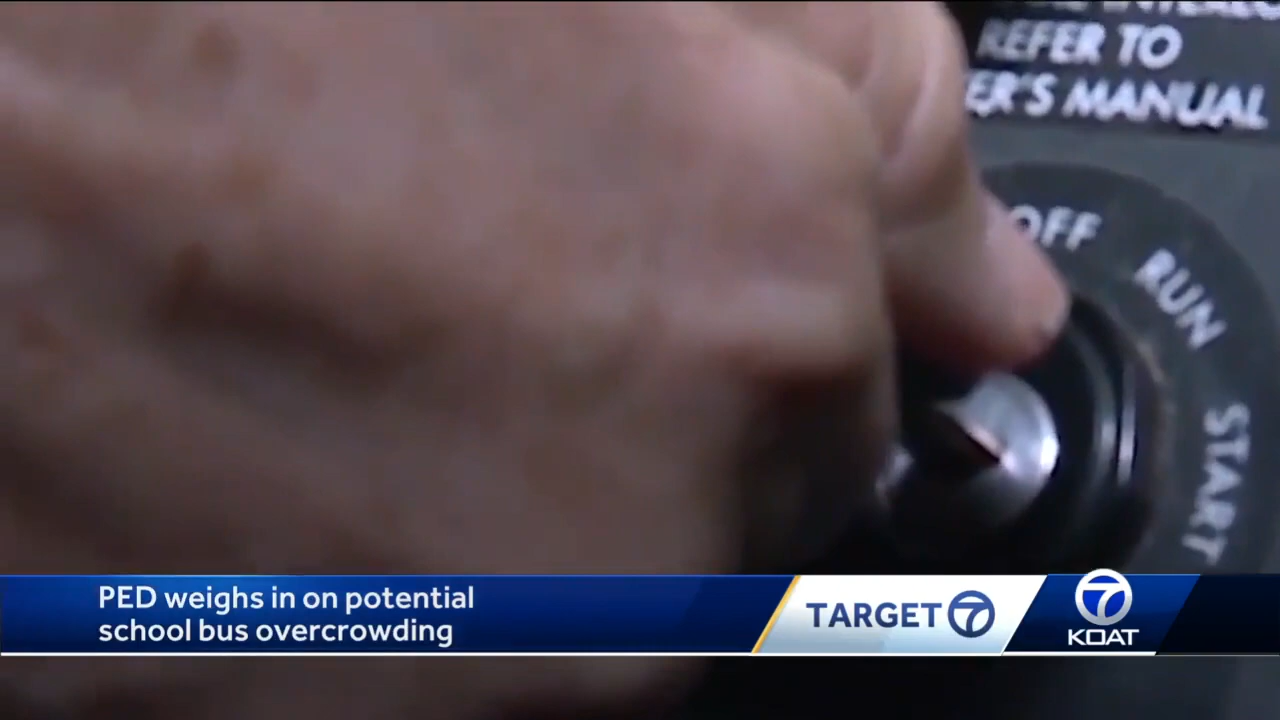 REFER TO
ER'S MANUAL
OFF
RUN
START
PED weighs in on potential
school bus overcrowding
TARGET 7
7
KOAT